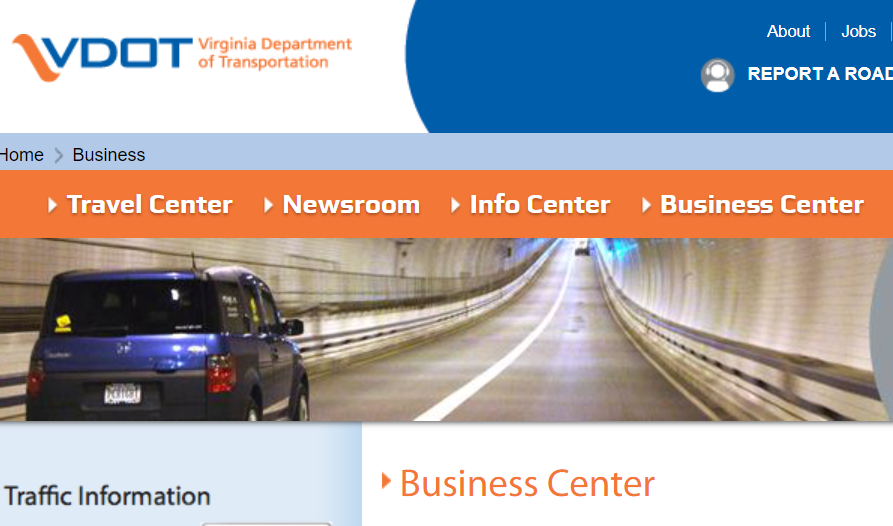 VDOT Virginia Department
of Transportation
About
Jobs
REPORT A ROAD
Home
Business
Travel Center
Newsroom
Info Center
Business Center
Traffic Information
Business Center